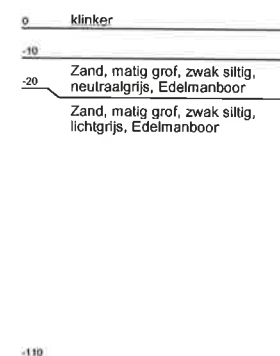 0 klinker
-10
Zand, matig grof, zwak siltig,
-20 neutraalgrijs, Edelmanboor
Zand, matig grof, zwak siltig,
lichtgrijs, Edelmanboor
-110